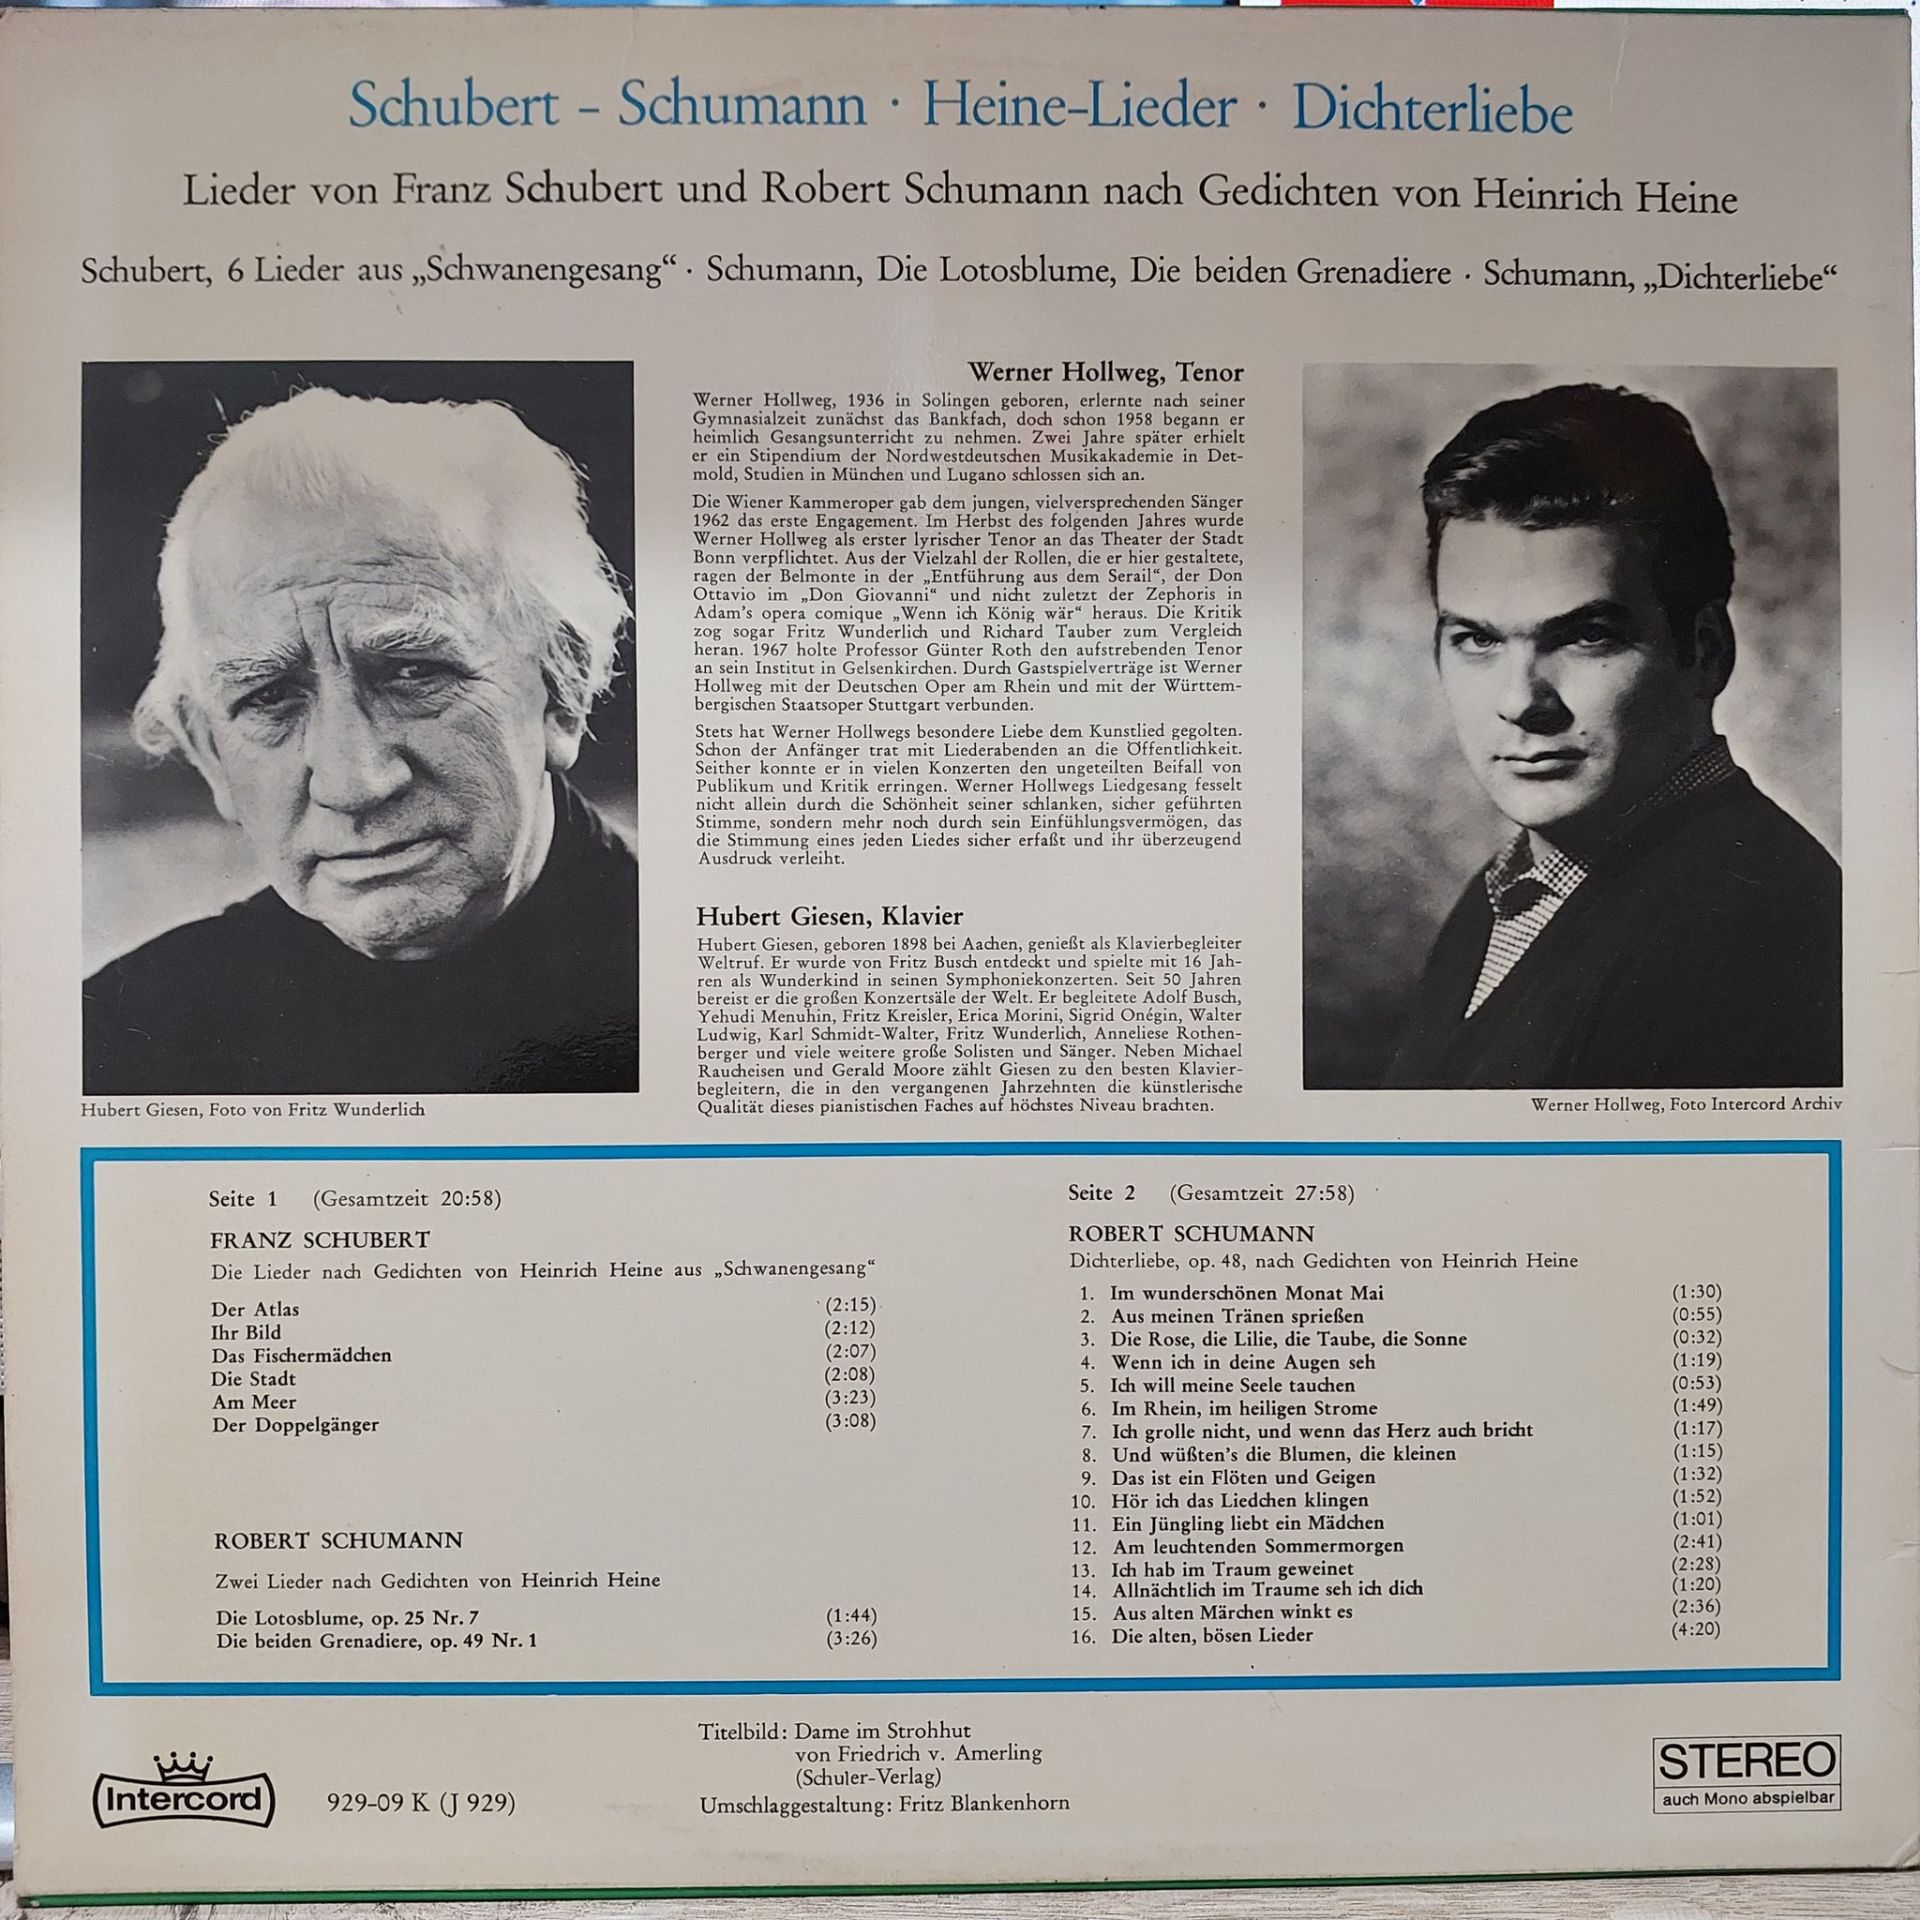 Schubert – Schumann · Heine-Lieder · Dichterliebe
Lieder von Franz Schubert und Robert Schumann nach Gedichten von Heinrich Heine
Schubert, 6 Lieder aus „Schwanengesang“ · Schumann, Die Lotosblume, Die beiden Grenadiere · Schumann, „Dichterliebe“
Werner Hollweg, Tenor
Werner Hollweg, 1936 in Solingen geboren, erlernte nach seiner
Gymnasialzeit zunächst das Bankfach, doch schon 1958 begann er
heimlich Gesangsunterricht zu nehmen. Zwei Jahre später erhielt
er ein Stipendium der Nordwestdeutschen Musikakademie in Det-
mold, Studien in München und Lugano schlossen sich an.
Die Wiener Kammeroper gab dem jungen, vielversprechenden Sänger
1962 das erste Engagement. Im Herbst des folgenden Jahres wurde
Werner Hollweg als erster lyrischer Tenor an das Theater der Stadt
Bonn verpflichtet. Aus der Vielzahl der Rollen, die er hier gestaltete,
ragen der Belmonte in der „Entführung aus dem Serail“, der Don
Ottavio im „Don Giovanni“ und nicht zuletzt der Zephoris in
Adam's opera comique „Wenn ich König wär“ heraus. Die Kritik
zog sogar Fritz Wunderlich und Richard Tauber zum Vergleich
heran. 1967 holte Professor Günter Roth den aufstrebenden Tenor
an sein Institut in Gelsenkirchen. Durch Gastspielverträge ist Werner
Hollweg mit der Deutschen Oper am Rhein und mit der Württem-
bergischen Staatsoper Stuttgart verbunden.
Stets hat Werner Hollwegs besondere Liebe dem Kunstlied gegolten.
Schon der Anfänger trat mit Liederabenden an die Öffentlichkeit.
Seither konnte er in vielen Konzerten den ungeteilten Beifall von
Publikum und Kritik erringen. Werner Hollwegs Liedgesang fesselt
nicht allein durch die Schönheit seiner schlanken, sicher geführten
Stimme, sondern mehr noch durch sein Einfühlungsvermögen, das
die Stimmung eines jeden Liedes sicher erfaßt und ihr überzeugend
Ausdruck verleiht.
Hubert Giesen, Klavier
Hubert Giesen, geboren 1898 bei Aachen, genießt als Klavierbegleiter
Weltruf. Er wurde von Fritz Busch entdeckt und spielte mit 16 Jah-
ren als Wunderkind in seinen Symphoniekonzerten. Seit 50 Jahren
bereist er die großen Konzertsäle der Welt. Er begleitete Adolf Busch,
Yehudi Menuhin, Fritz Kreisler, Erica Morini, Sigrid Onégin, Walter
Ludwig, Karl Schmidt-Walter, Fritz Wunderlich, Anneliese Rothen-
berger und viele weitere große Solisten und Sänger. Neben Michael
Raucheisen und Gerald Moore zählt Giesen zu den besten Klavier-
begleitern, die in den vergangenen Jahrzehnten die künstlerische
Qualität dieses pianistischen Faches auf höchstes Niveau brachten.
Hubert Giesen, Foto von Fritz Wunderlich
Werner Hollweg, Foto Intercord Archiv
Seite 1 (Gesamtzeit 20:58)
FRANZ SCHUBERT
Die Lieder nach Gedichten von Heinrich Heine aus „Schwanengesang“
Der Atlas (2:15)
Ihr Bild (2:12)
Das Fischermädchen (2:07)
Die Stadt (2:08)
Am Meer (3:23)
Der Doppelgänger (3:08)
ROBERT SCHUMANN
Zwei Lieder nach Gedichten von Heinrich Heine
Die Lotosblume, op. 25 Nr. 7 (1:44)
Die beiden Grenadiere, op. 49 Nr. 1 (3:26)
Seite 2 (Gesamtzeit 27:58)
ROBERT SCHUMANN
Dichterliebe, op. 48, nach Gedichten von Heinrich Heine
1. Im wunderschönen Monat Mai (1:30)
2. Aus meinen Tränen sprießen (0:55)
3. Die Rose, die Lilie, die Taube, die Sonne (0:32)
4. Wenn ich in deine Augen seh (1:19)
5. Ich will meine Seele tauchen (0:53)
6. Im Rhein, im heiligen Strome (1:49)
7. Ich grolle nicht, und wenn das Herz auch bricht (1:17)
8. Und wüßten's die Blumen, die kleinen (1:15)
9. Das ist ein Flöten und Geigen (1:32)
10. Hör ich das Liedchen klingen (1:52)
11. Ein Jüngling liebt ein Mädchen (1:01)
12. Am leuchtenden Sommermorgen (2:41)
13. Ich hab im Traum geweinet (2:28)
14. Allnächtlich im Traume seh ich dich (1:20)
15. Aus alten Märchen winkt es (2:36)
16. Die alten, bösen Lieder (4:20)
Intercord
929-09 K (J 929)
Titelbild: Dame im Strohhut
von Friedrich v. Amerling
(Schuler-Verlag)
Umschlaggestaltung: Fritz Blankenhorn
STEREO
auch Mono abspielbar